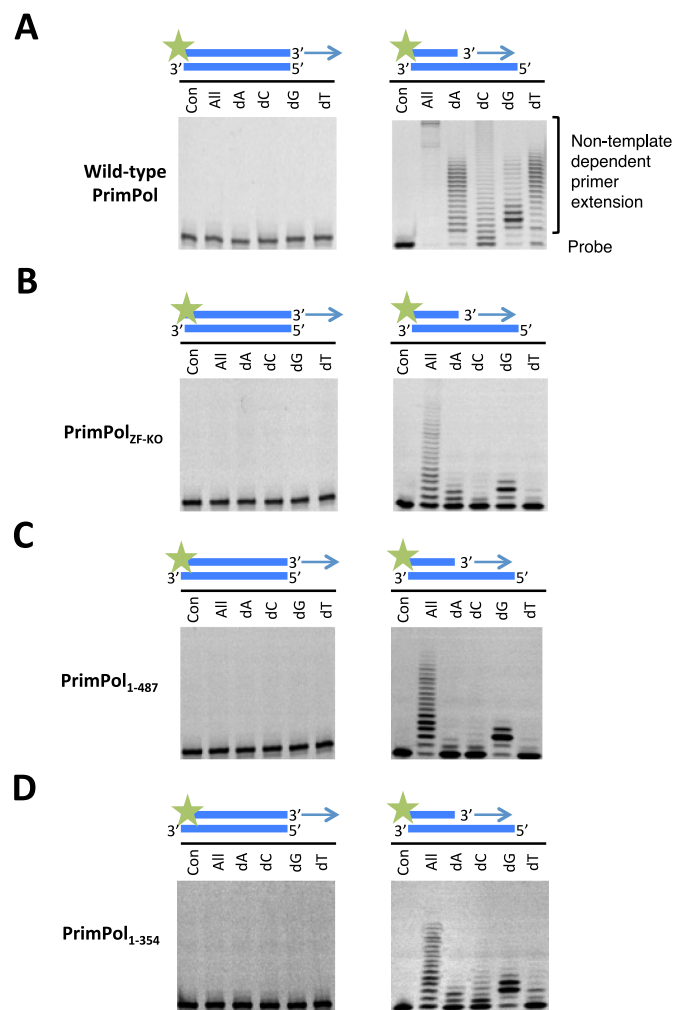 A
3’
3’
3’
5’
3’
5’
Con All dA dC dG dT
Con All dA dC dG dT
Wild-type
PrimPol
Non-template
dependent
primer
extension
Probe
B
3’
3’
3’
5’
3’
5’
Con All dA dC dG dT
Con All dA dC dG dT
PrimPolZF-KO
C
3’
3’
3’
5’
3’
5’
Con All dA dC dG dT
Con All dA dC dG dT
PrimPol1-487
D
3’
3’
3’
5’
3’
5’
Con All dA dC dG dT
Con All dA dC dG dT
PrimPol1-354